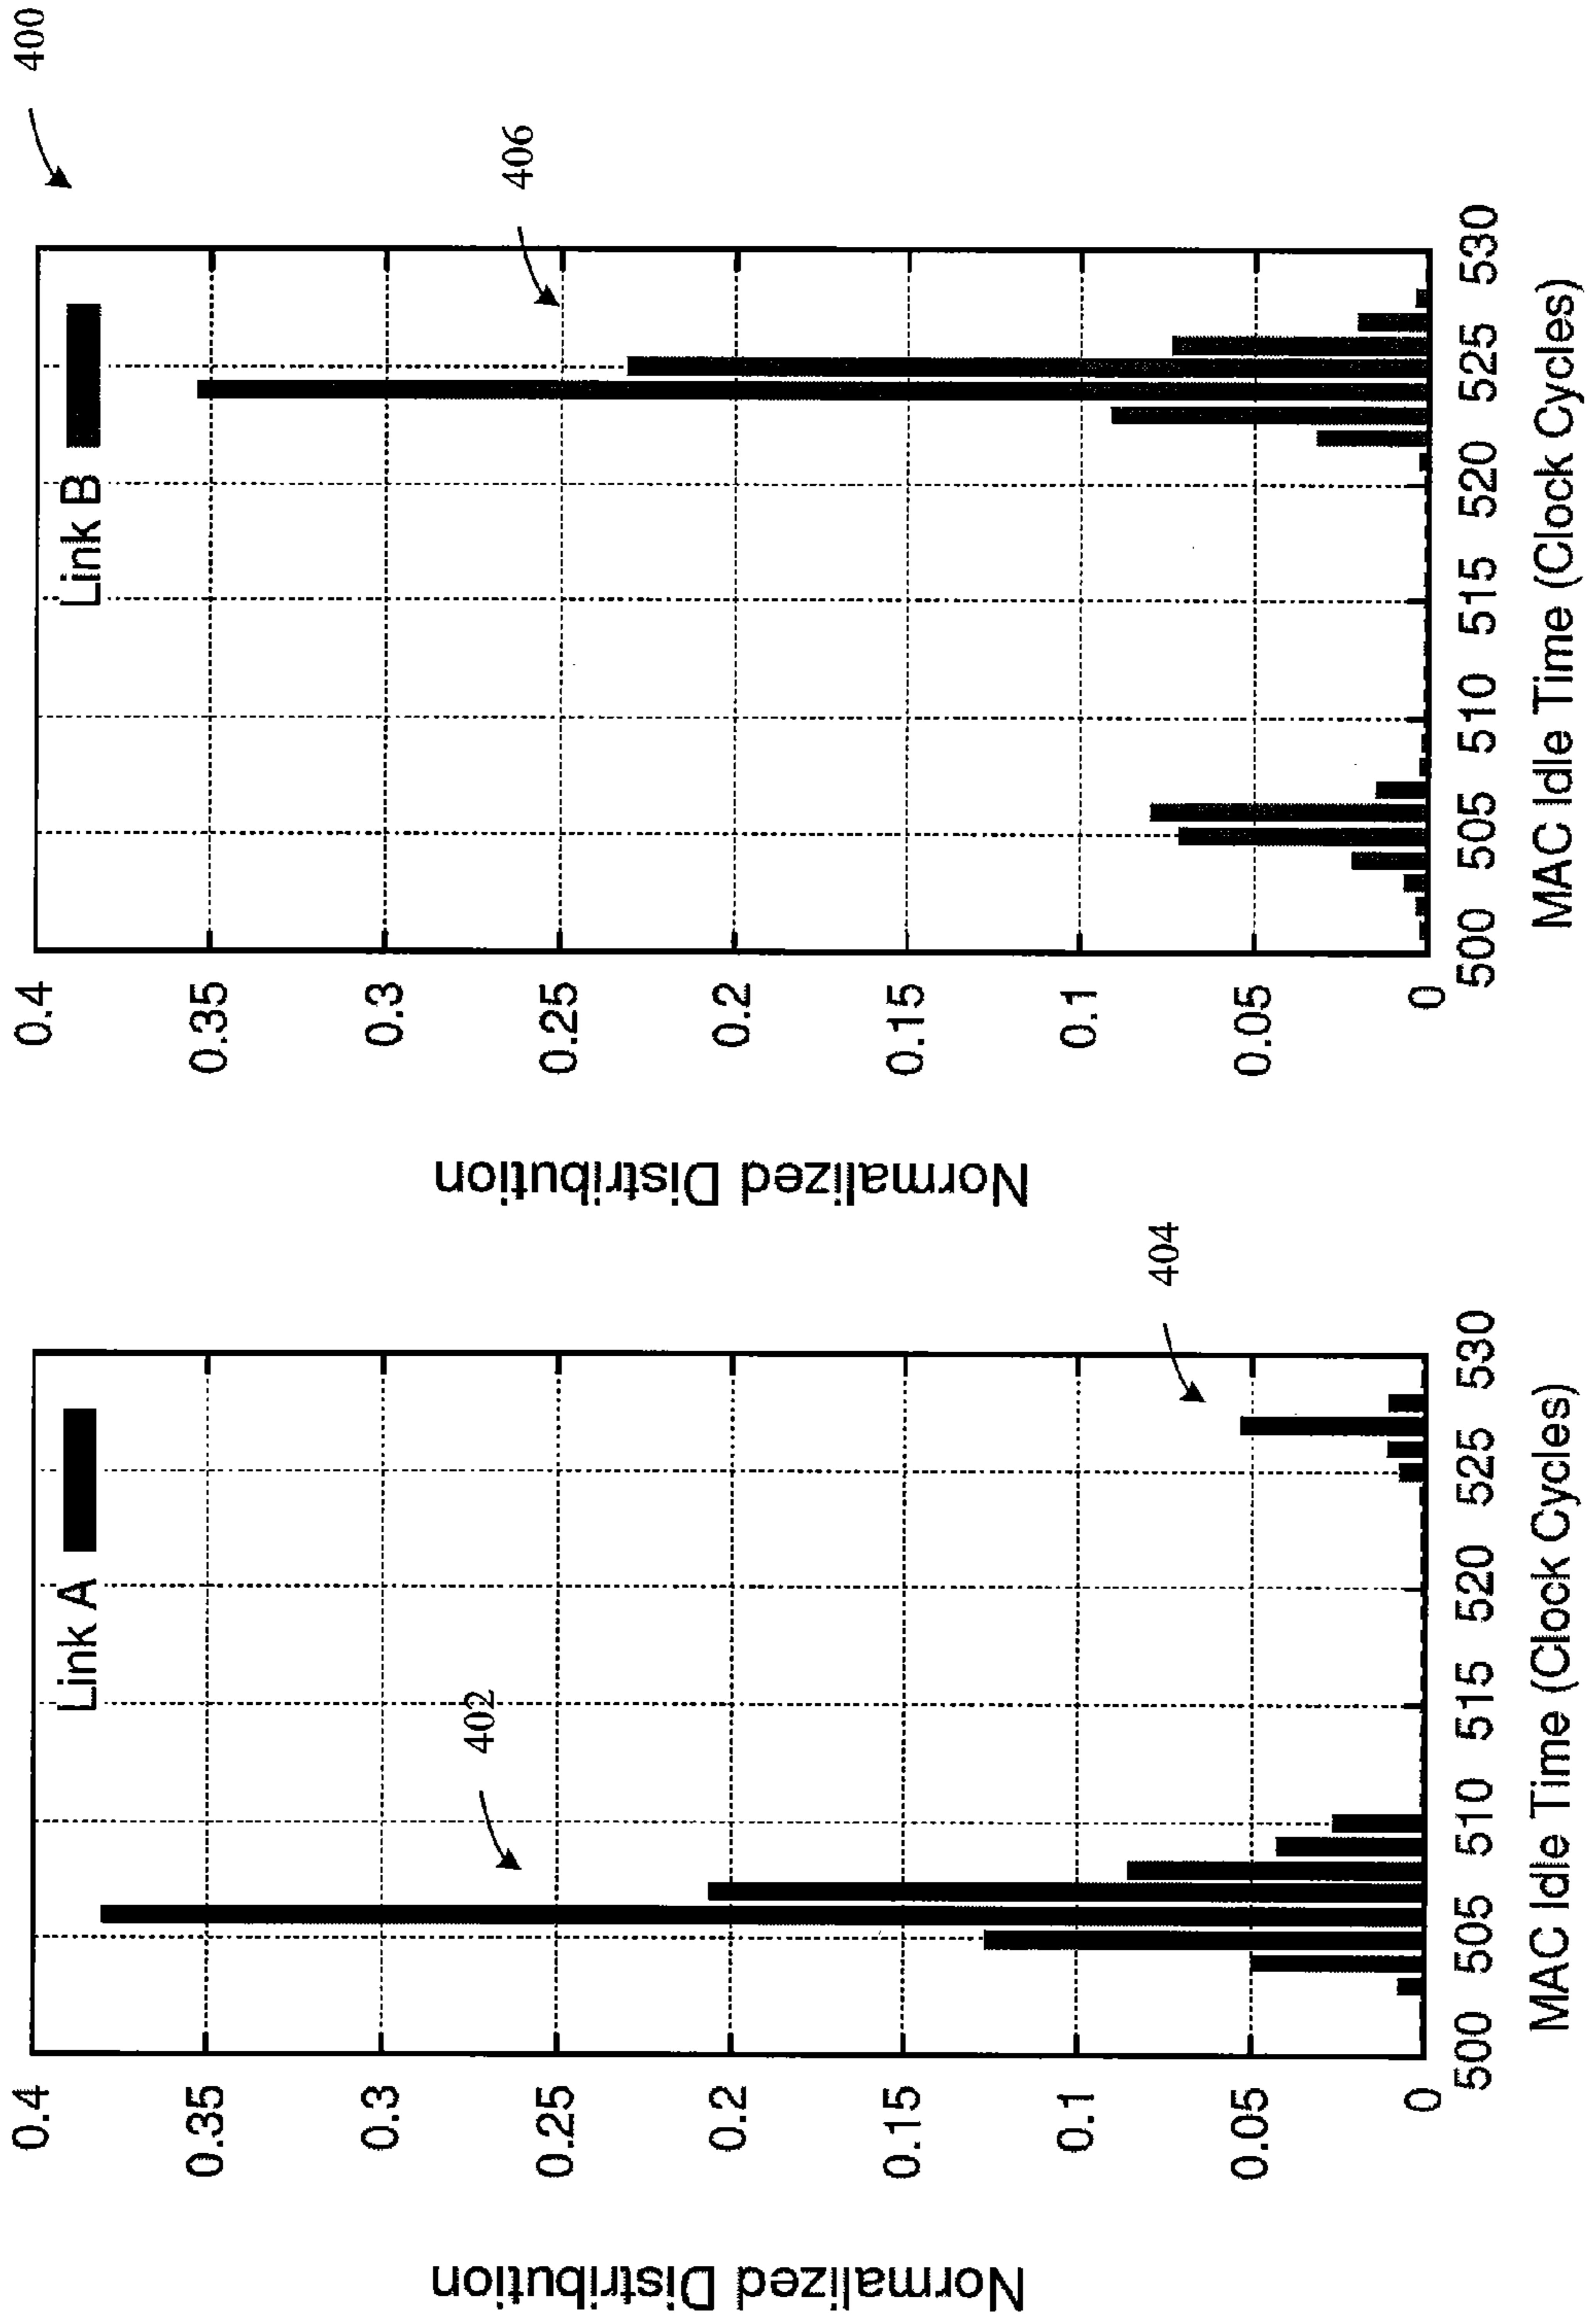 400
Link A
402
404
0.4
0.35
0.3
0.25
0.2
0.15
0.1
0.05
0
500 505 510 515 520 525 530
MAC Idle Time (Clock Cycles)
Normalized Distribution
Link B
406
0.4
0.35
0.3
0.25
0.2
0.15
0.1
0.05
0
500 505 510 515 520 525 530
MAC Idle Time (Clock Cycles)
Normalized Distribution